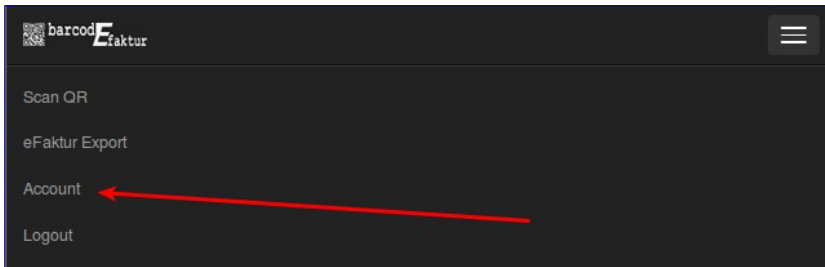 barcodEfaktur
Scan QR
eFaktur Export
Account
Logout